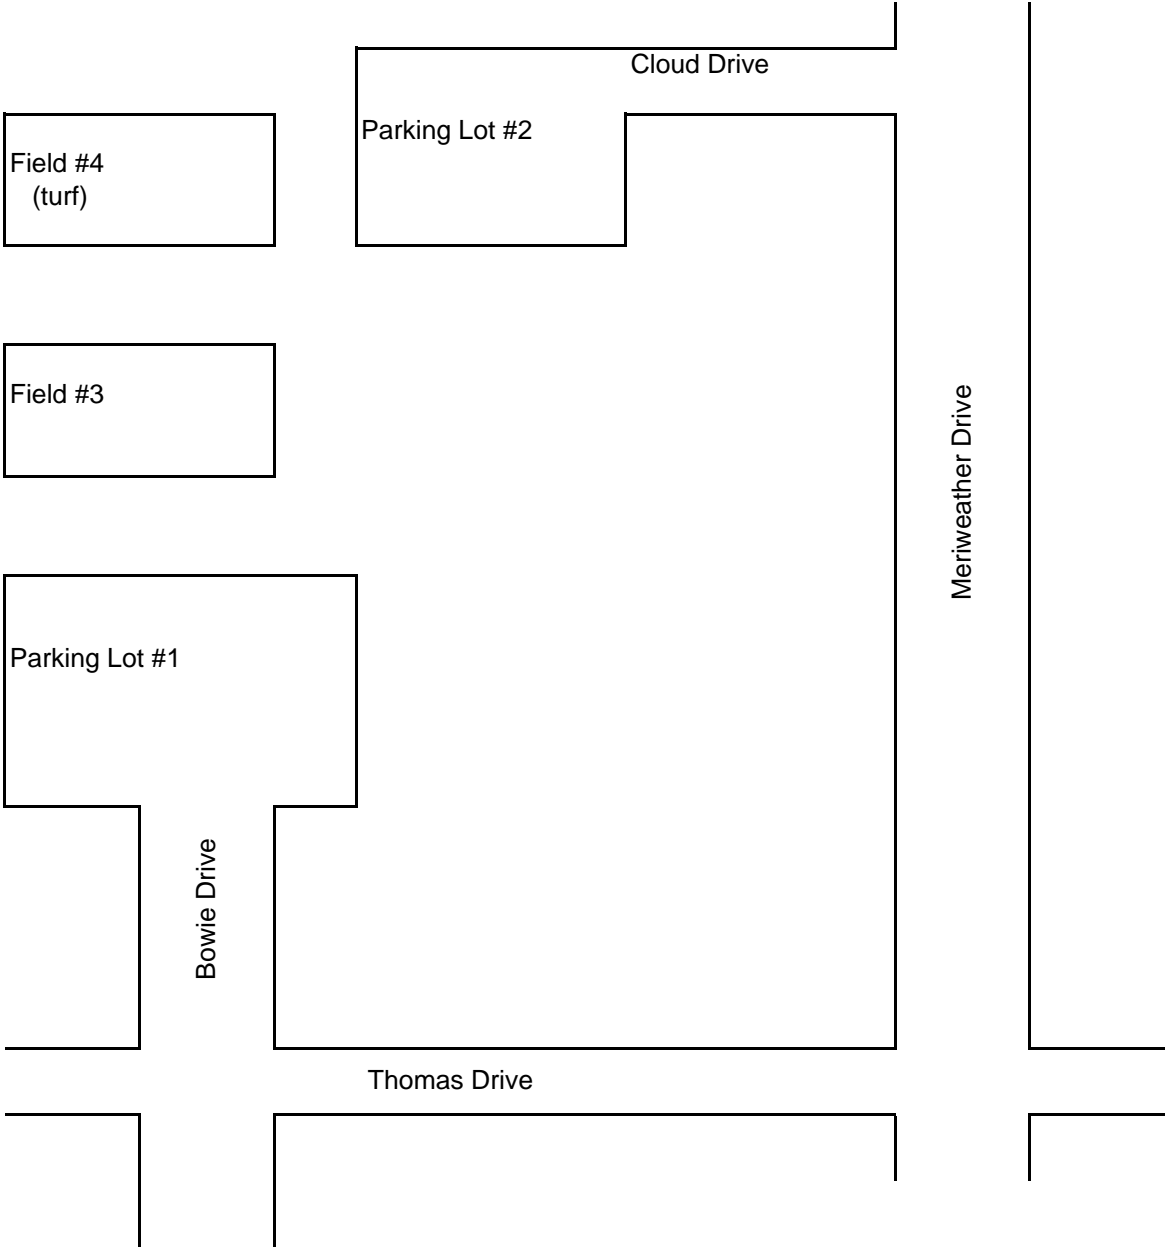 Cloud Drive
Parking Lot #2
Field #4
(turf)
Field #3
Meriweather Drive
Parking Lot #1
Bowie Drive
Thomas Drive